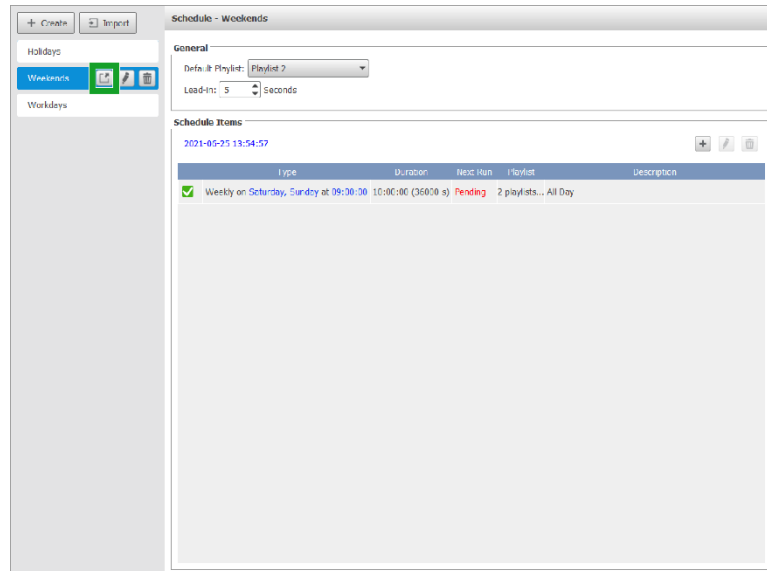 + Create Import
Holidays
Weekends
Workdays
Schedule - Weekends
General
Default Playlist: Playlist 2
Lead-In: 5 Seconds
Schedule Items
2021-06-25 13:54:57
Type Duration Next Run Playlist Description
Weekly on Saturday, Sunday at 09:00:00 10:00:00 (36000 s) Pending 2 playlists... All Day